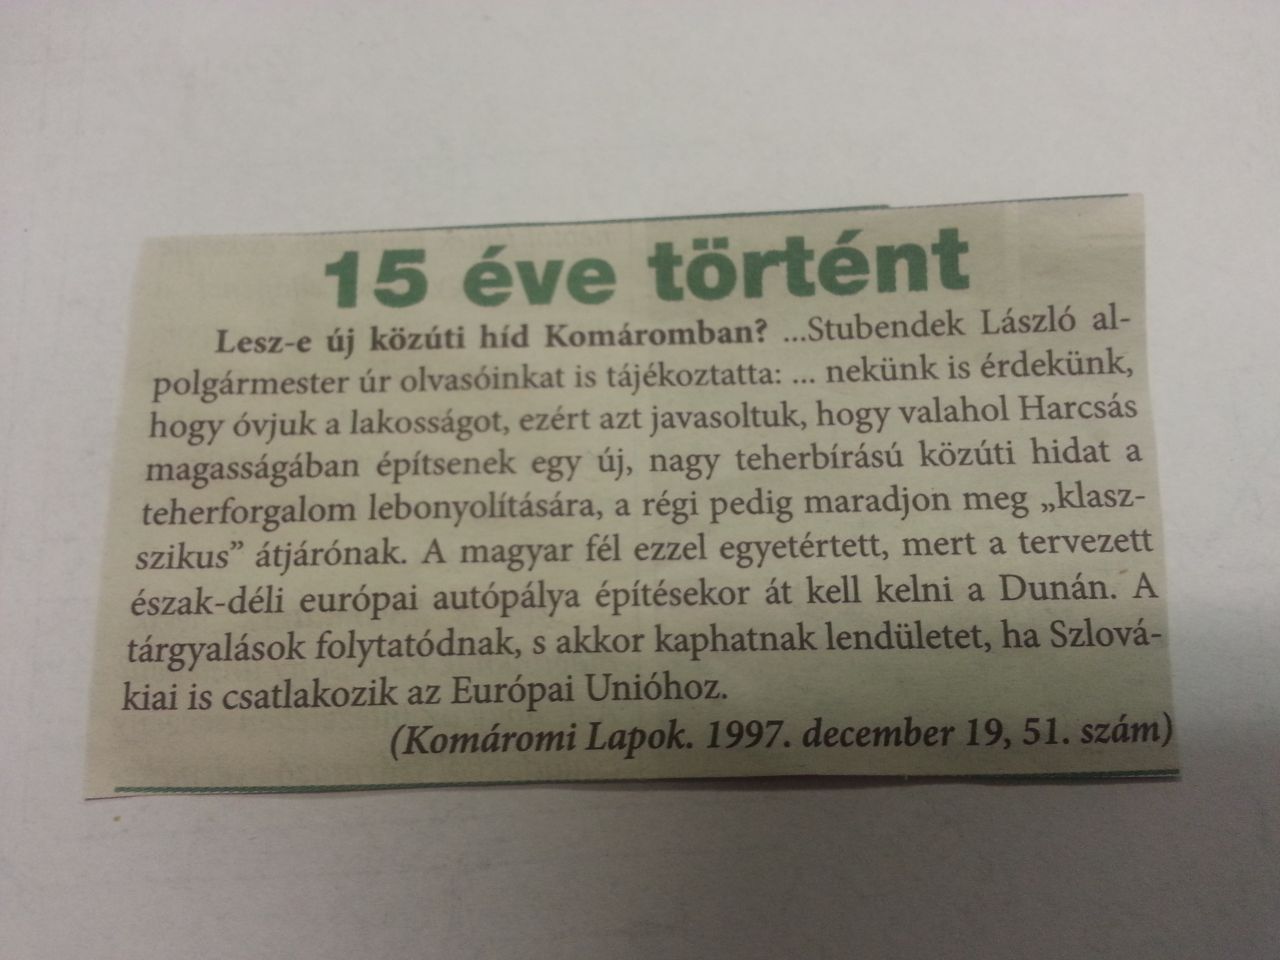 15 éve történt
Lesz-e új közúti híd Komáromban? ...Stubendek László al-
polgármester úr olvasóinkat is tájékoztatta: ... nekünk is érdekünk,
hogy óvjuk a lakosságot, ezért azt javasoltuk, hogy valahol Harcsás
magasságában építsenek egy új, nagy teherbírású közúti hidat a
teherforgalom lebonyolítására, a régi pedig maradjon meg „klasz-
szikus” átjárónak. A magyar fél ezzel egyetértett, mert a tervezett
észak-déli európai autópálya építésekor át kell kelni a Dunán. A
tárgyalások folytatódnak, s akkor kaphatnak lendületet, ha Szlová-
kiai is csatlakozik az Európai Unióhoz.
(Komáromi Lapok. 1997. december 19, 51. szám)